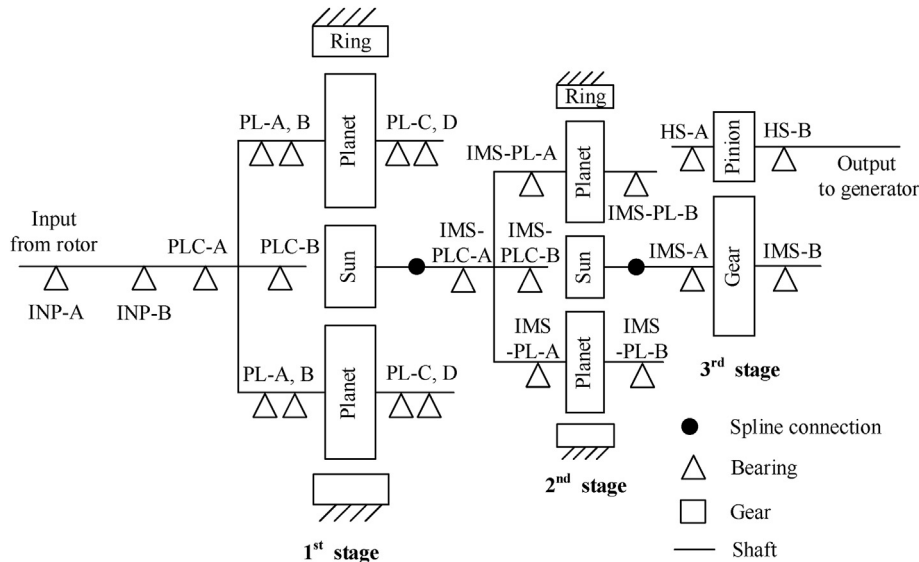 Ring
PL-A, B
Planet
PL-C, D
Input
from rotor
PLC-A
PLC-B
Sun
INP-A
INP-B
PL-A, B
Planet
PL-C, D
1st stage
Ring
IMS-PL-A
Planet
IMS-PL-B
IMS-
PLC-A
IMS-
PLC-B
Sun
IMS
-PL-A
Planet
IMS
-PL-B
2nd stage
HS-A
Pinion
HS-B
Output
to generator
IMS-A
Gear
IMS-B
3rd stage
Spline connection
Bearing
Gear
Shaft